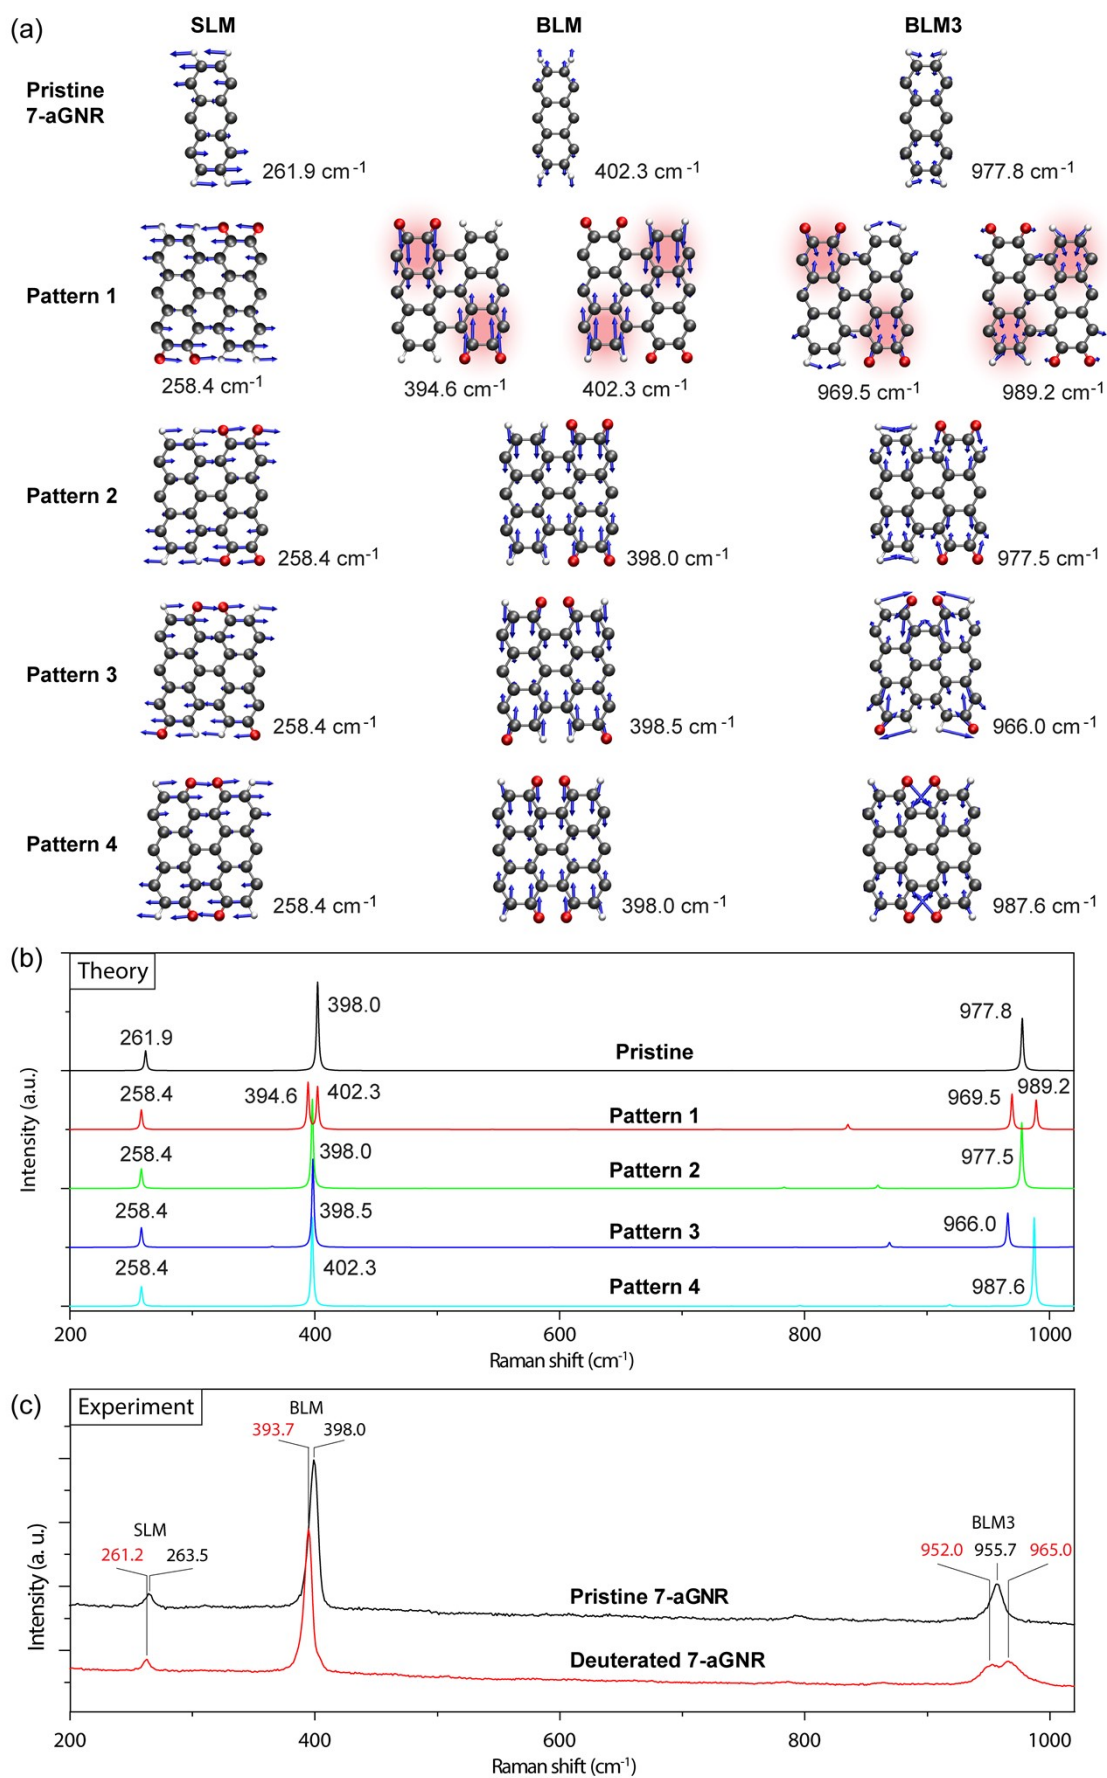 (a)
SLM BLM BLM3
Pristine
7-aGNR
261.9 cm-1 402.3 cm-1 977.8 cm-1
Pattern 1
258.4 cm-1 394.6 cm-1 402.3 cm-1 969.5 cm-1 989.2 cm-1
Pattern 2
258.4 cm-1 398.0 cm-1 977.5 cm-1
Pattern 3
258.4 cm-1 398.5 cm-1 966.0 cm-1
Pattern 4
258.4 cm-1 398.0 cm-1 987.6 cm-1
(b)
Theory
261.9 398.0 Pristine 977.8
258.4 394.6 402.3 Pattern 1 969.5 989.2
258.4 398.0 Pattern 2 977.5
258.4 398.5 Pattern 3 966.0
258.4 402.3 Pattern 4 987.6
Intensity (a.u.)
200 400 600 800 1000
Raman shift (cm-1)
(c)
Experiment
BLM
393.7 398.0
SLM
261.2 263.5
BLM3
952.0 955.7 965.0
Pristine 7-aGNR
Deuterated 7-aGNR
Intensity (a. u.)
200 400 600 800 1000
Raman shift (cm-1)